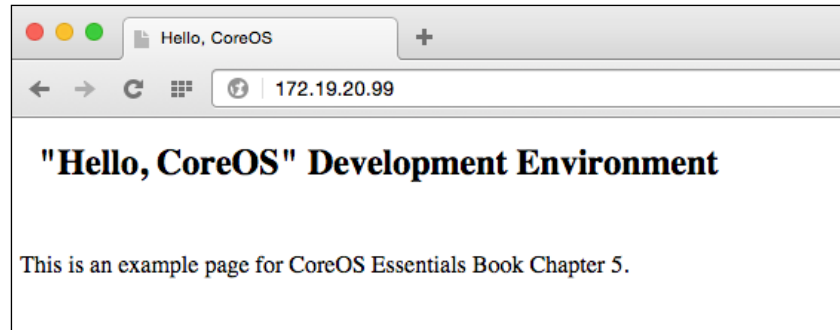 Hello, CoreOS
172.19.20.99
"Hello, CoreOS" Development Environment
This is an example page for CoreOS Essentials Book Chapter 5.